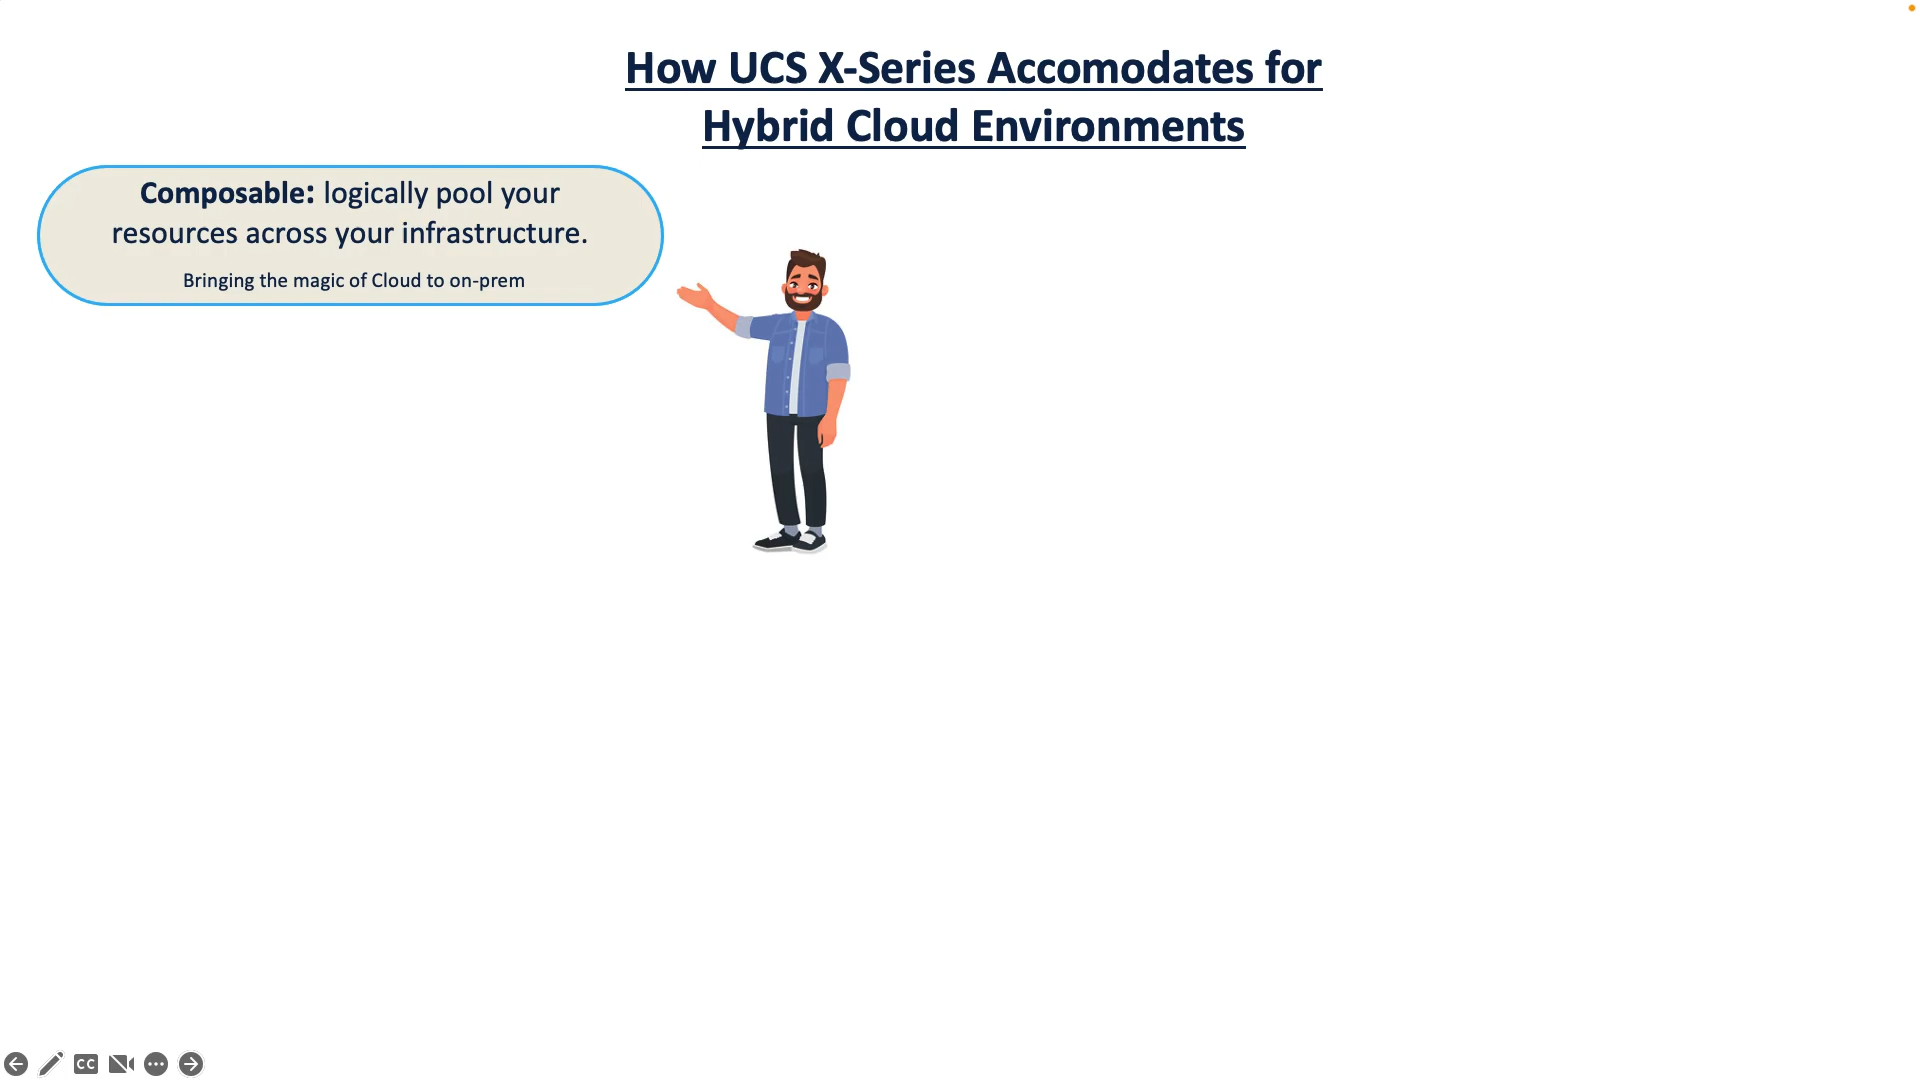 How UCS X-Series Accomodates for
Hybrid Cloud Environments
Composable: logically pool your
resources across your infrastructure.
Bringing the magic of Cloud to on-prem
CC